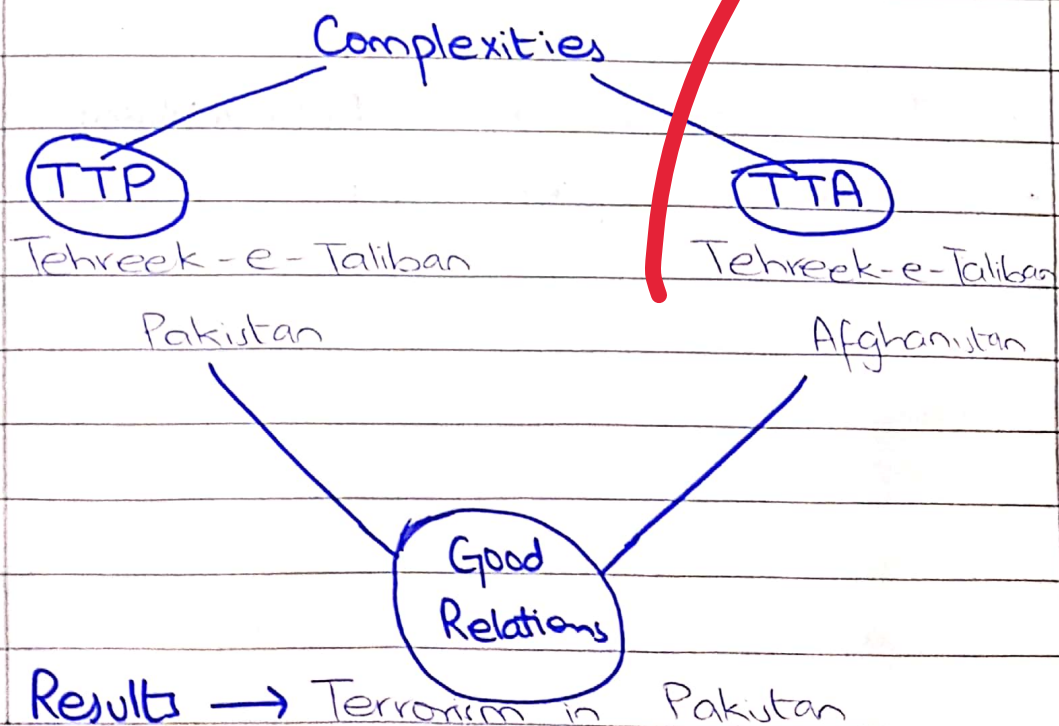 Complexities
TTP TTA
Tehreek-e-Taliban Tehreek-e-Taliban
Pakistan Afghanistan
Good
Relations
Results → Terrorism in Pakistan